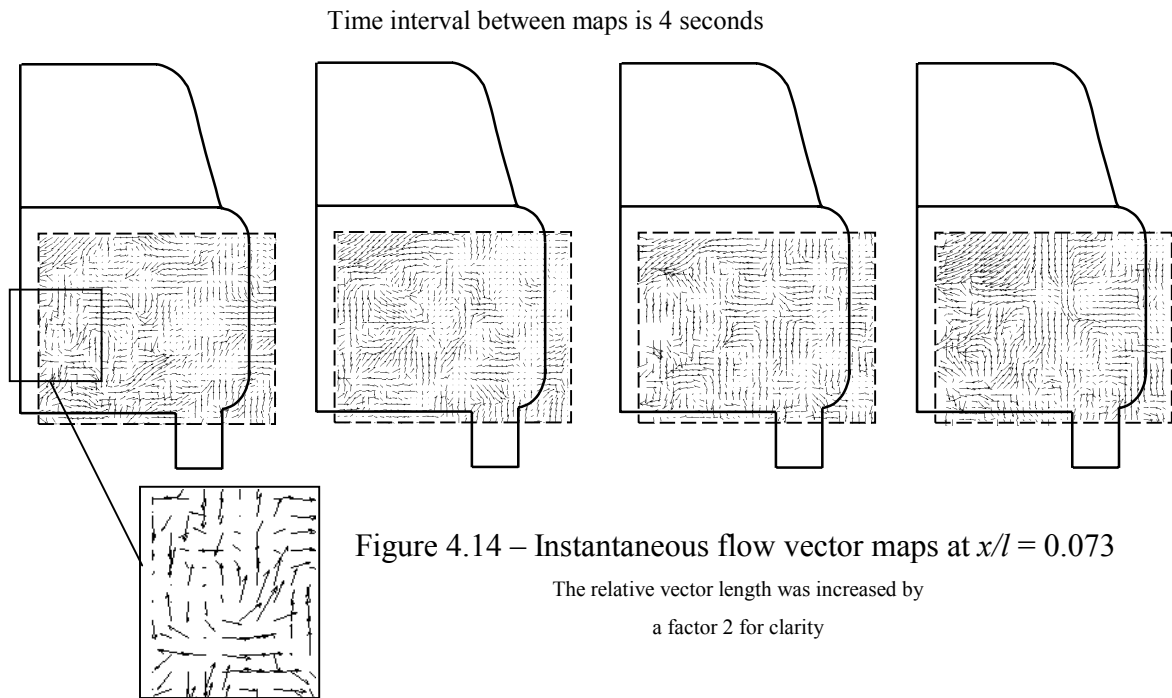 Time interval between maps is 4 seconds
Figure 4.14 – Instantaneous flow vector maps at x/l = 0.073
The relative vector length was increased by
a factor 2 for clarity